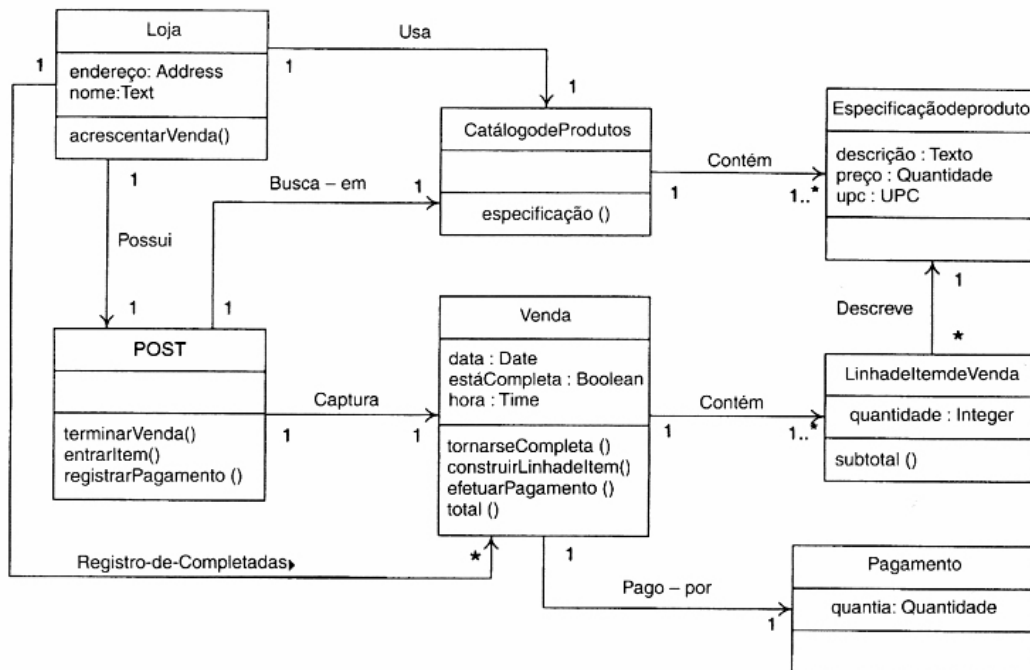 Loja
endereço: Address
nome:Text
acrescentarVenda()
1
1
Usa
1
CatálogodeProdutos
especificação ()
1
Contém
1..*
Especificaçãodeproduto
descrição : Texto
preço : Quantidade
upc : UPC
1
Possui
1
Busca – em
1
1
POST
terminarVenda()
entrarItem()
registrarPagamento ()
1
Captura
1
Venda
data : Date
estáCompleta : Boolean
hora : Time
tornarseCompleta ()
construirLinhadeItem()
efetuarPagamento ()
total ()
1
Contém
1..*
1
Descreve
*
LinhadeItemdeVenda
quantidade : Integer
subtotal ()
Registro-de-Completadas
*
1
Pago – por
1
Pagamento
quantia: Quantidade